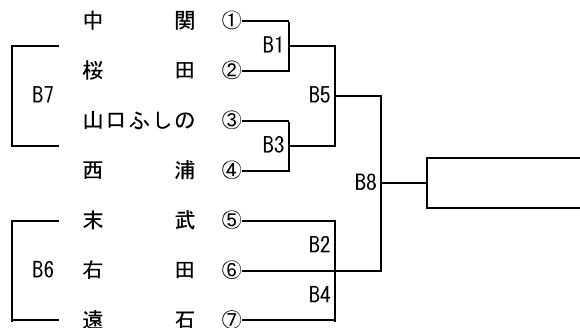 中関 ①
B1
桜田 ②
B7
B5
山口ふしの ③
B3
西浦 ④
B8
末武 ⑤
B2
B6
右田 ⑥
B4
遠石 ⑦